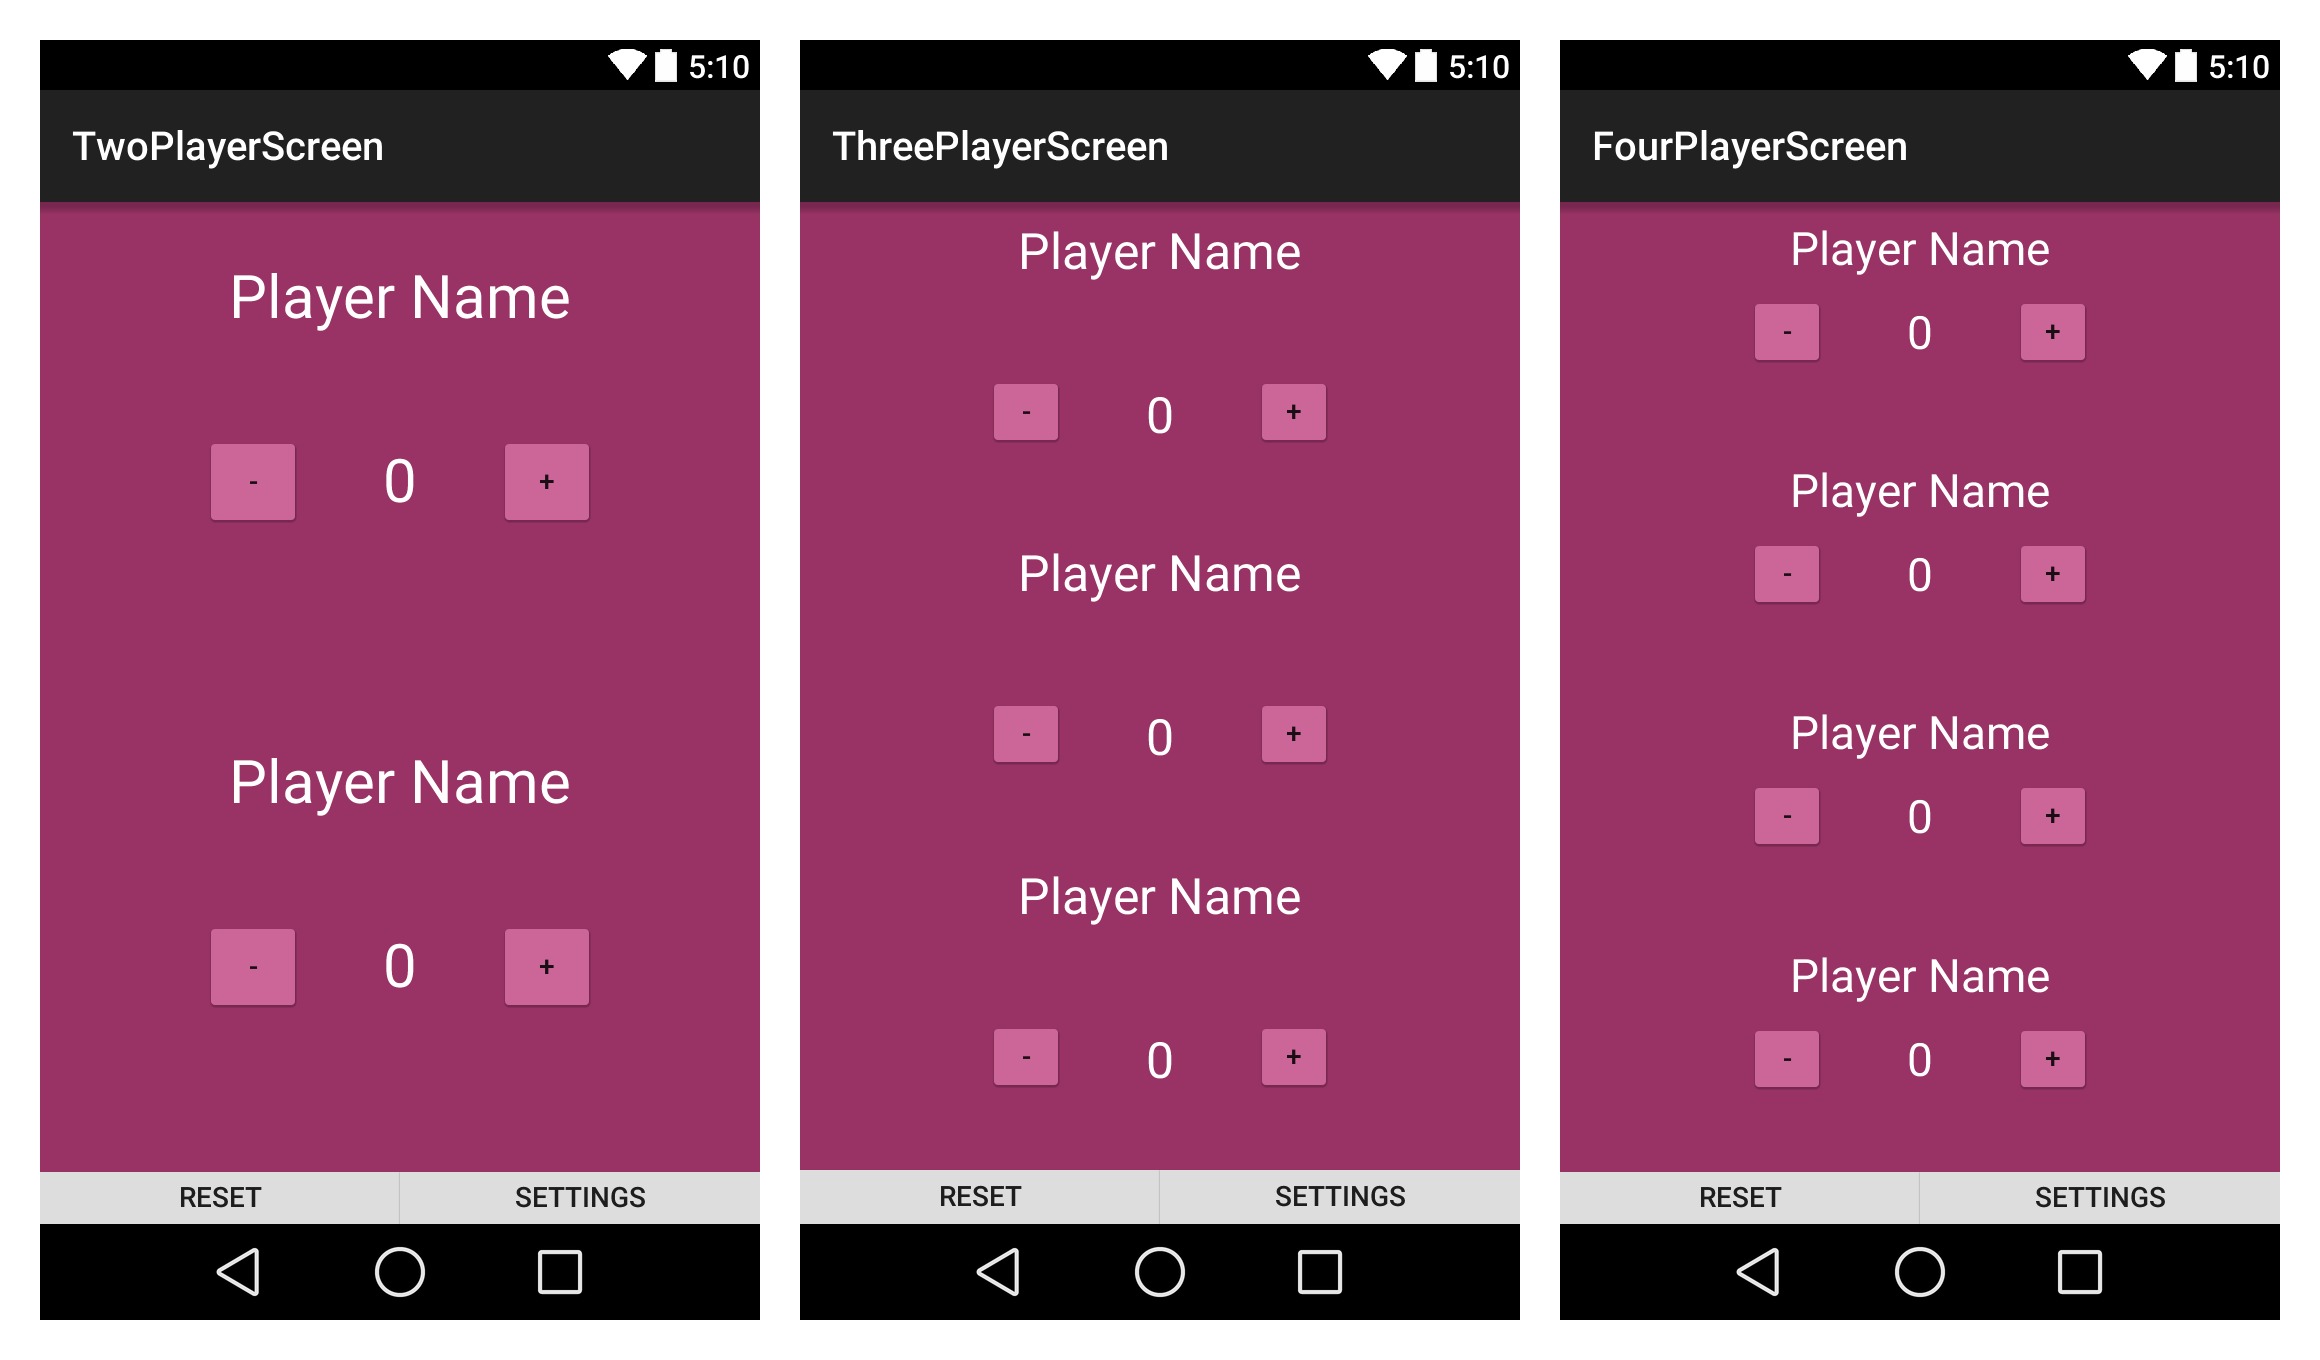 5:10
TwoPlayerScreen
Player Name
- 0 +
Player Name
- 0 +
RESET SETTINGS
5:10
ThreePlayerScreen
Player Name
- 0 +
Player Name
- 0 +
Player Name
- 0 +
RESET SETTINGS
5:10
FourPlayerScreen
Player Name
- 0 +
Player Name
- 0 +
Player Name
- 0 +
Player Name
- 0 +
RESET SETTINGS